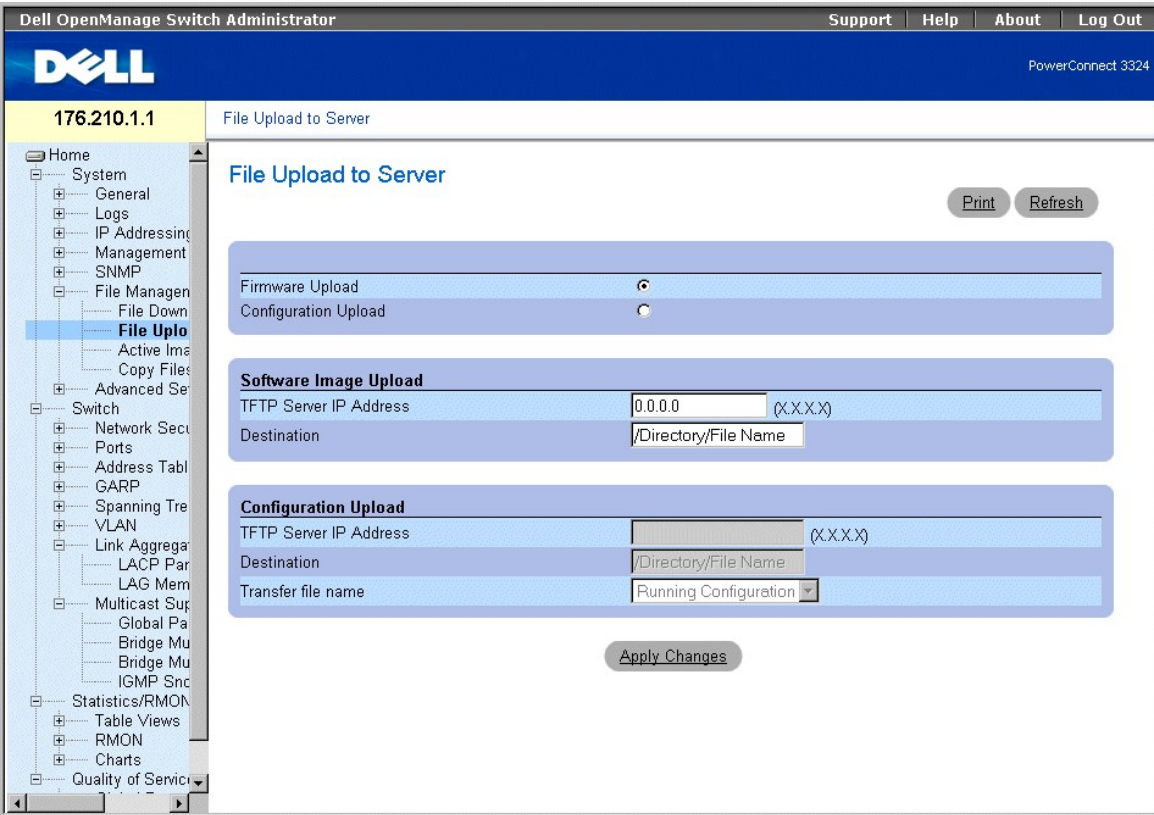 Dell OpenManage Switch Administrator
Support Help About Log Out
DELL
PowerConnect 3324
176.210.1.1
File Upload to Server
Home
System
General
Logs
IP Addressing
Management
SNMP
File Managen
File Down
File Uplo
Active Ima
Copy Files
Advanced Se
Switch
Network Secu
Ports
Address Tabl
GARP
Spanning Tre
VLAN
Link Aggrega
LACP Par
LAG Mem
Multicast Sup
Global Pa
Bridge Mu
Bridge Mu
IGMP Sno
Statistics/RMON
Table Views
RMON
Charts
Quality of Servic
File Upload to Server
Print Refresh
Firmware Upload
Configuration Upload
Software Image Upload
TFTP Server IP Address 0.0.0.0 (X.X.X.X)
Destination /Directory/File Name
Configuration Upload
TFTP Server IP Address (X.X.X.X)
Destination /Directory/File Name
Transfer file name Running Configuration
Apply Changes